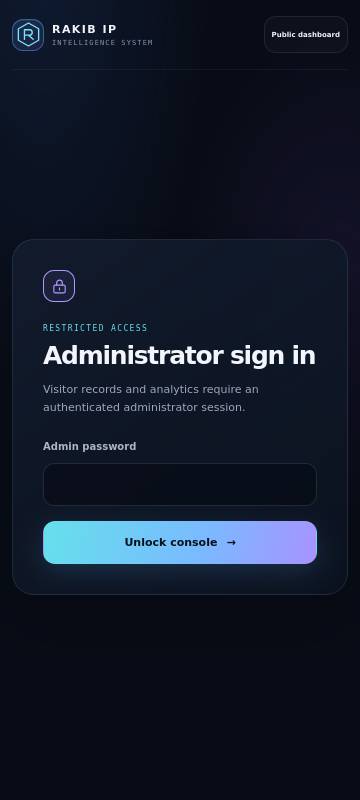 RAKIB IP
INTELLIGENCE SYSTEM
Public dashboard
RESTRICTED ACCESS
Administrator sign in
Visitor records and analytics require an
authenticated administrator session.
Admin password
Unlock console →